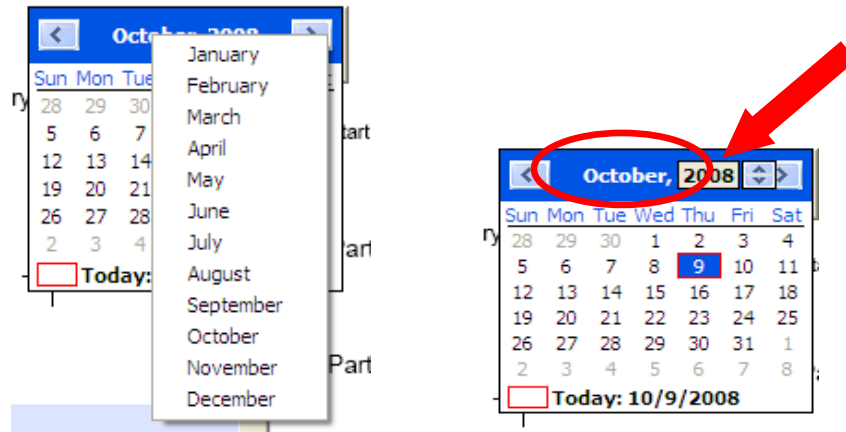 October, 2008
January
February
March
April
May
June
July
August
September
October
November
December
Sun Mon Tue
28 29 30
5 6 7
12 13 14
19 20 21
26 27 28
2 3 4
Today:
tart
Part
October, 2008
Sun Mon Tue Wed Thu Fri Sat
28 29 30 1 2 3 4
5 6 7 8 9 10 11
12 13 14 15 16 17 18
19 20 21 22 23 24 25
26 27 28 29 30 31 1
2 3 4 5 6 7 8
Today: 10/9/2008